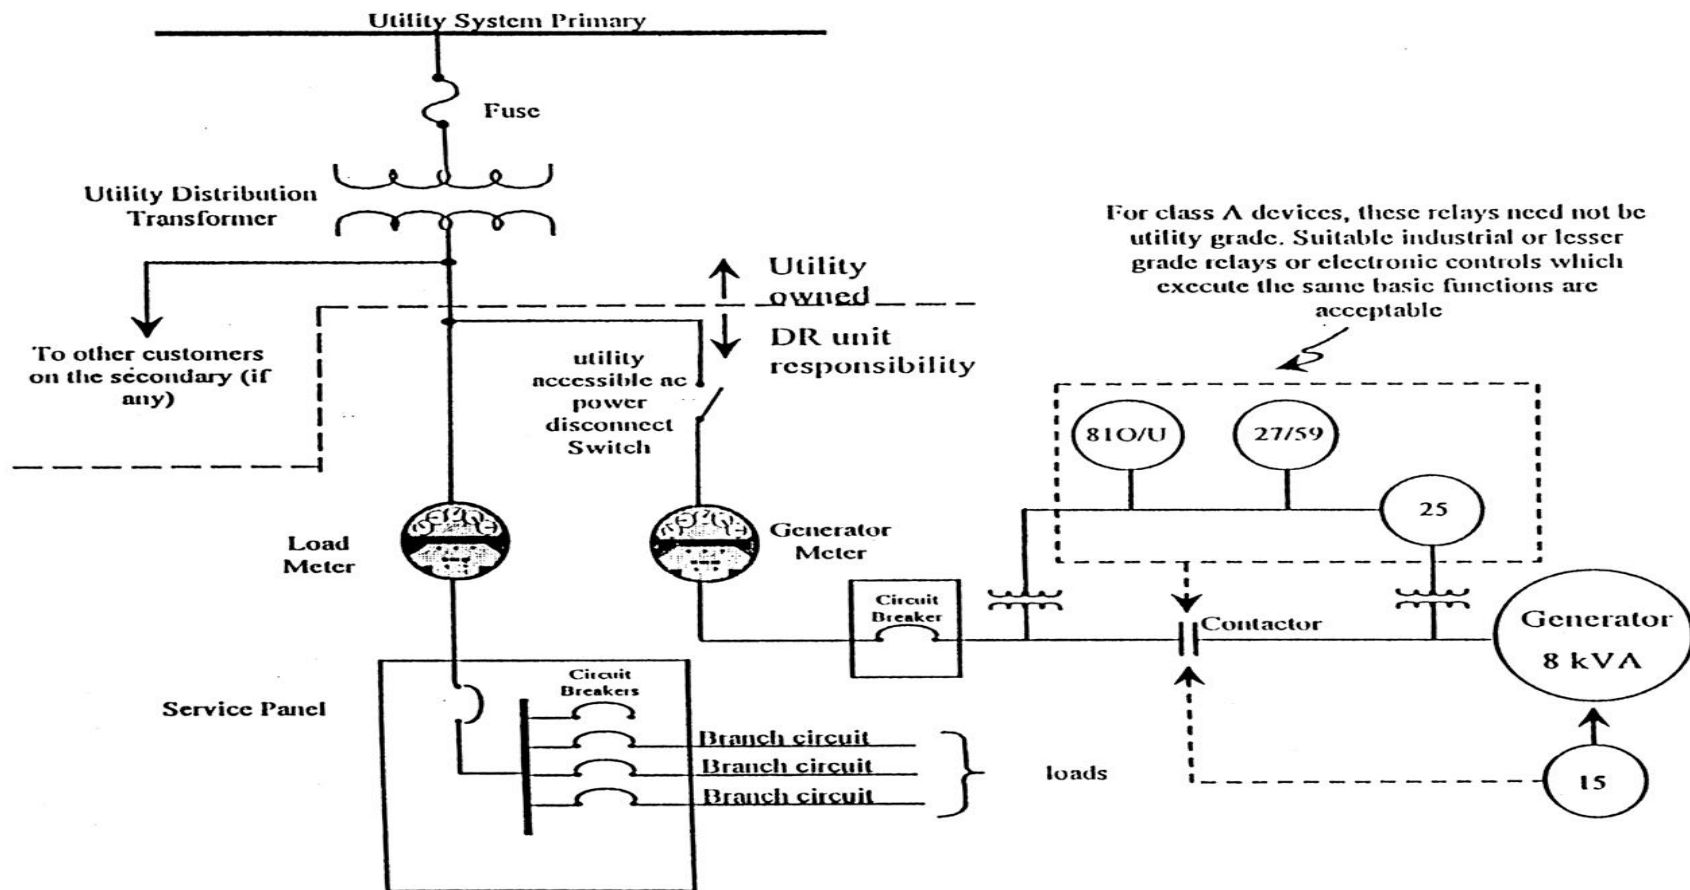 Utility System Primary
Fuse
Utility Distribution
Transformer
For class A devices, these relays need not be
utility grade. Suitable industrial or lesser
grade relays or electronic controls which
execute the same basic functions are
acceptable
Utility
owned
DR unit
responsibility
To other customers
on the secondary (if
any)
utility
accessible ac
power
disconnect
Switch
81O/U
27/59
25
Load
Meter
Generator
Meter
Circuit
Breaker
Contactor
Generator
8 kVA
Service Panel
Circuit
Breakers
Branch circuit
Branch circuit
Branch circuit
loads
15